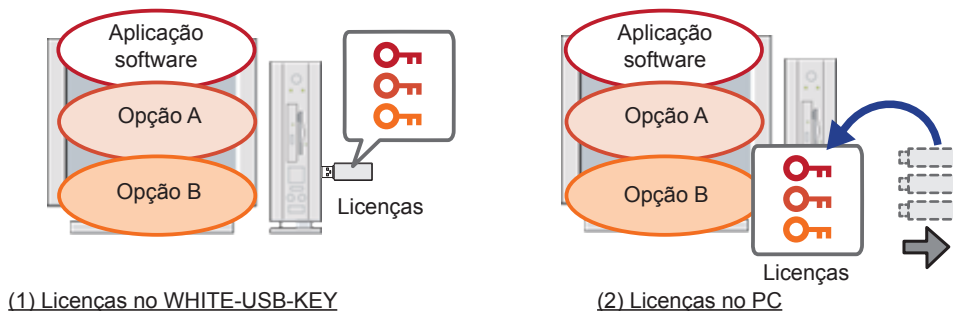 Aplicação
software
Opção A
Opção B
Licenças
(1) Licenças no WHITE-USB-KEY
Aplicação
software
Opção A
Opção B
Licenças
(2) Licenças no PC